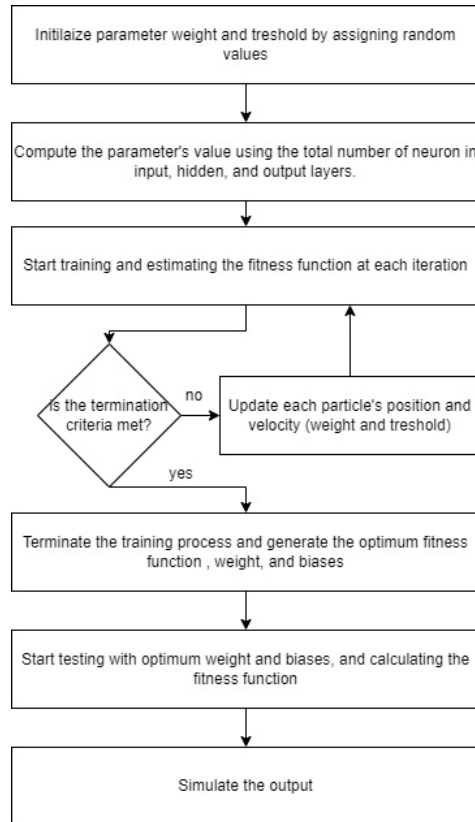 Initilaize parameter weight and treshold by assigning random
values
Compute the parameter's value using the total number of neuron in
input, hidden, and output layers.
Start training and estimating the fitness function at each iteration
Is the termination
criteria met?
no
Update each particle's position and
velocity (weight and treshold)
yes
Terminate the training process and generate the optimum fitness
function , weight, and biases
Start testing with optimum weight and biases, and calculating the
fitness function
Simulate the output